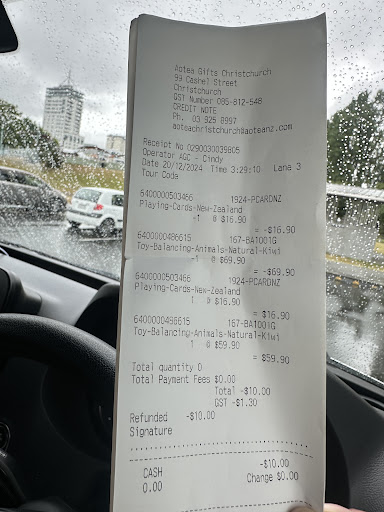 Aotea Gifts Christchurch
99 Cashel Street
Christchurch
GST Number 095-812-548
CREDIT NOTE
Ph. 03 925 8997
aoteachristchurch@aoteanz.com
Receipt No 0290030039805
Operator AGC - Cindy
Date 20/12/2024 Time 3:29:10 Lane 3
Tour Code
6400000503466 1924-PCARDNZ
Playing-Cards-New-Zealand
-1 @ $16.90
= -$16.90
6400000486615 167-BA1001G
Toy-Balancing-Animals-Natural-Kiwi
-1 @ $69.90
= -$69.90
6400000503466 1924-PCARDNZ
Playing-Cards-New-Zealand
1 @ $16.90
= $16.90
6400000486615 167-BA1001G
Toy-Balancing-Animals-Natural-Kiwi
1 @ $59.90
= $59.90
Total quantity 0
Total Payment Fees $0.00
Total -$10.00
GST -$1.30
Refunded -$10.00
Signature
CASH -$10.00
0.00 Change $0.00